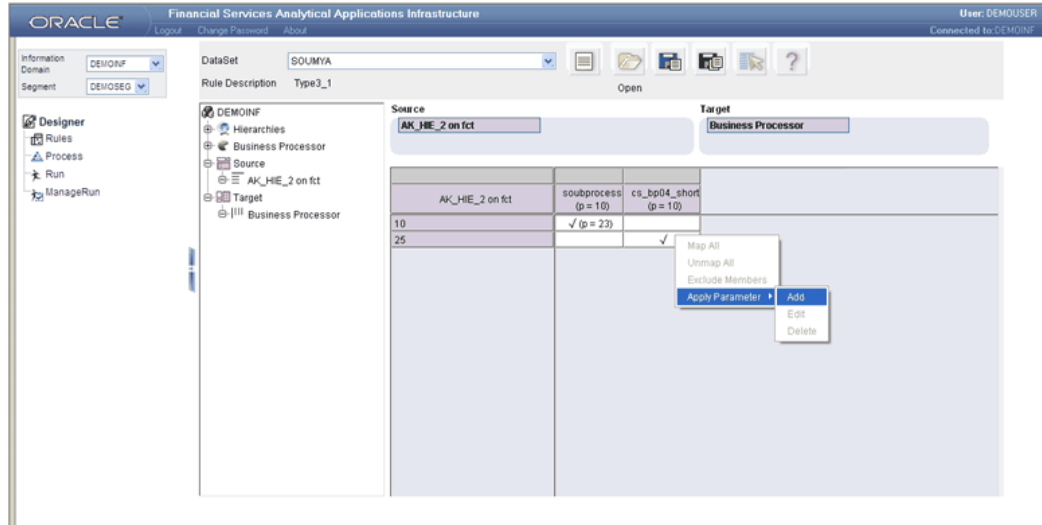 ORACLE
Financial Services Analytical Applications Infrastructure
User: DEMOUSER
Logout Change Password About
Connected to:DEMOINF
Information Domain DEMOINF
Segment DEMOSEG
Designer
Rules
Process
Run
ManageRun
DataSet SOUMYA
Rule Description Type3_1
Open
?
DEMOINF
Hierarchies
Business Processor
Source
AK_HIE_2 on fct
Target
Business Processor
Source
AK_HIE_2 on fct
Target
Business Processor
AK_HIE_2 on fct
soubprocess
(p = 10)
cs_bp04_short
(p = 10)
10 √ (p = 23)
25 √
Map All
Unmap All
Exclude Members
Apply Parameter
Add
Edit
Delete